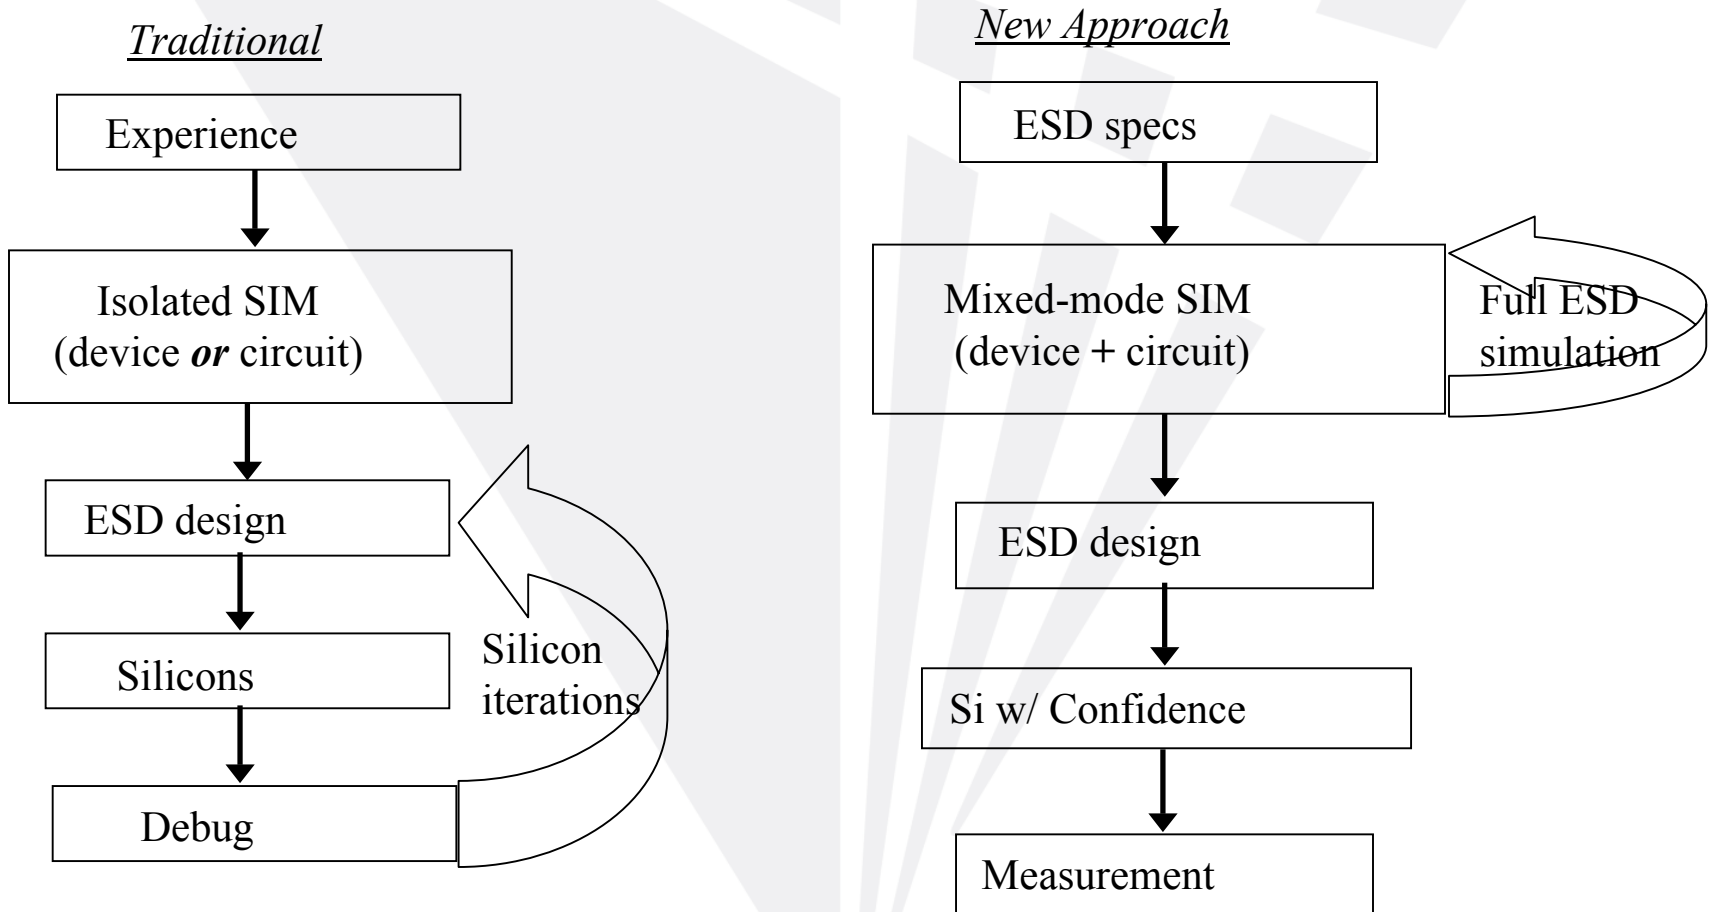 Traditional
Experience
Isolated SIM
(device or circuit)
ESD design
Silicons
Debug
Silicon
iterations
New Approach
ESD specs
Mixed-mode SIM
(device + circuit)
Full ESD
simulation
ESD design
Si w/ Confidence
Measurement